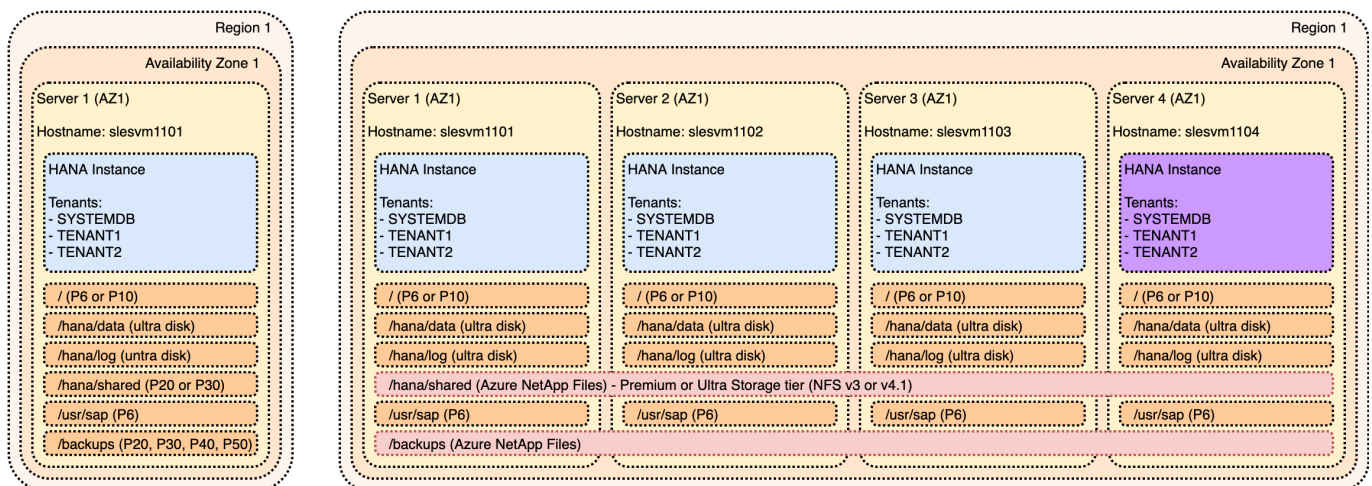 Region 1
Availability Zone 1
Server 1 (AZ1)
Hostname: slesvm1101
HANA Instance
Tenants:
- SYSTEMDB
- TENANT1
- TENANT2
/ (P6 or P10)
/hana/data (ultra disk)
/hana/log (untra disk)
/hana/shared (P20 or P30)
/usr/sap (P6)
/backups (P20, P30, P40, P50)
Region 1
Availability Zone 1
Server 1 (AZ1)
Hostname: slesvm1101
HANA Instance
Tenants:
- SYSTEMDB
- TENANT1
- TENANT2
/ (P6 or P10)
/hana/data (ultra disk)
/hana/log (ultra disk)
Server 2 (AZ1)
Hostname: slesvm1102
HANA Instance
Tenants:
- SYSTEMDB
- TENANT1
- TENANT2
/ (P6 or P10)
/hana/data (ultra disk)
/hana/log (ultra disk)
Server 3 (AZ1)
Hostname: slesvm1103
HANA Instance
Tenants:
- SYSTEMDB
- TENANT1
- TENANT2
/ (P6 or P10)
/hana/data (ultra disk)
/hana/log (ultra disk)
Server 4 (AZ1)
Hostname: slesvm1104
HANA Instance
Tenants:
- SYSTEMDB
- TENANT1
- TENANT2
/ (P6 or P10)
/hana/data (ultra disk)
/hana/log (ultra disk)
/hana/shared (Azure NetApp Files) - Premium or Ultra Storage tier (NFS v3 or v4.1)
/usr/sap (P6)
/usr/sap (P6)
/usr/sap (P6)
/usr/sap (P6)
/backups (Azure NetApp Files)